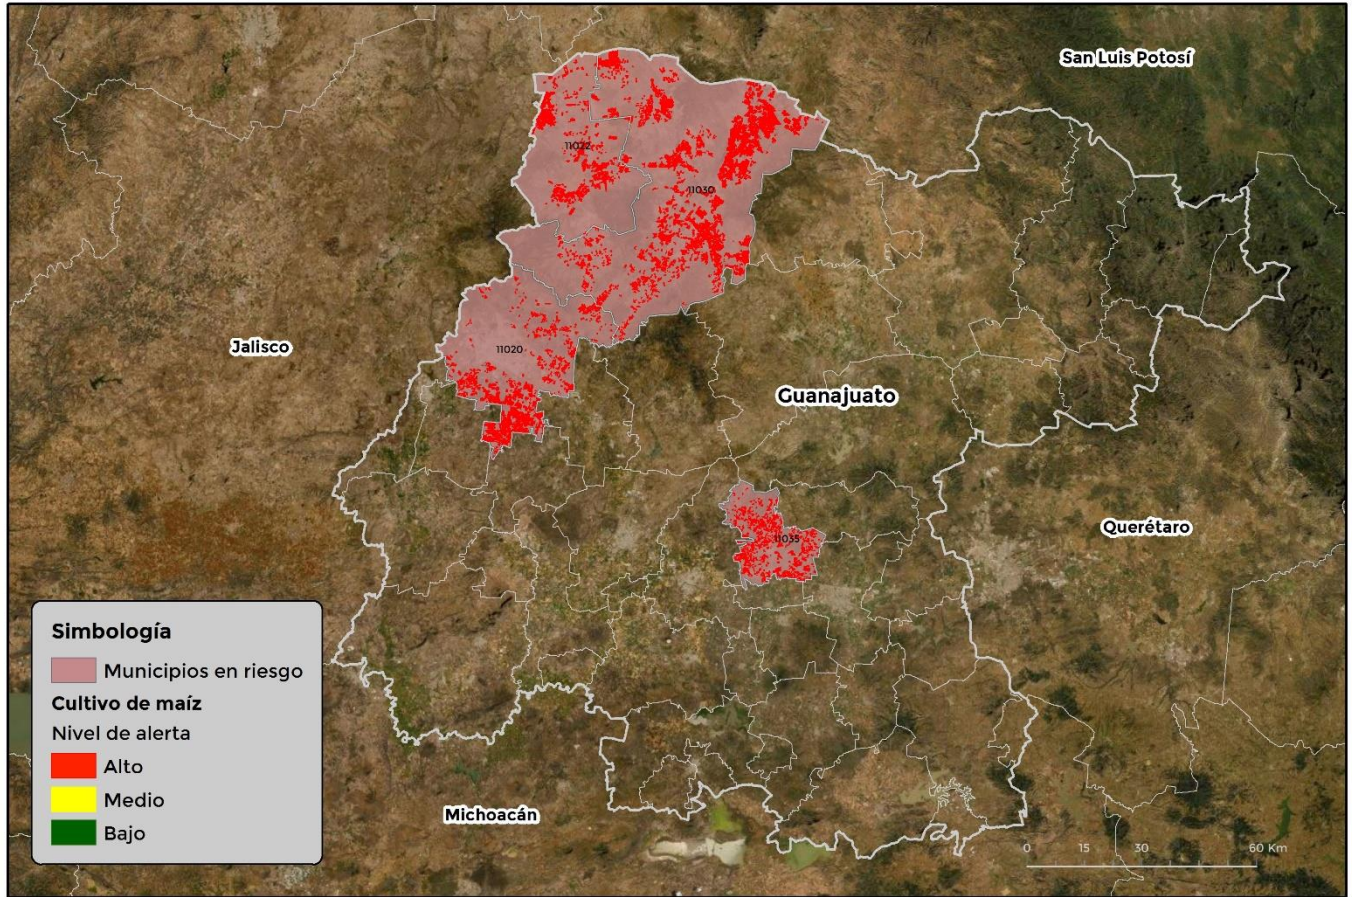 San Luis Potosí
11022
11030
Jalisco
11020
Guanajuato
Querétaro
11035
Simbología
Municipios en riesgo
Cultivo de maíz
Nivel de alerta
Alto
Medio
Bajo
Michoacán
0 15 30 60 Km